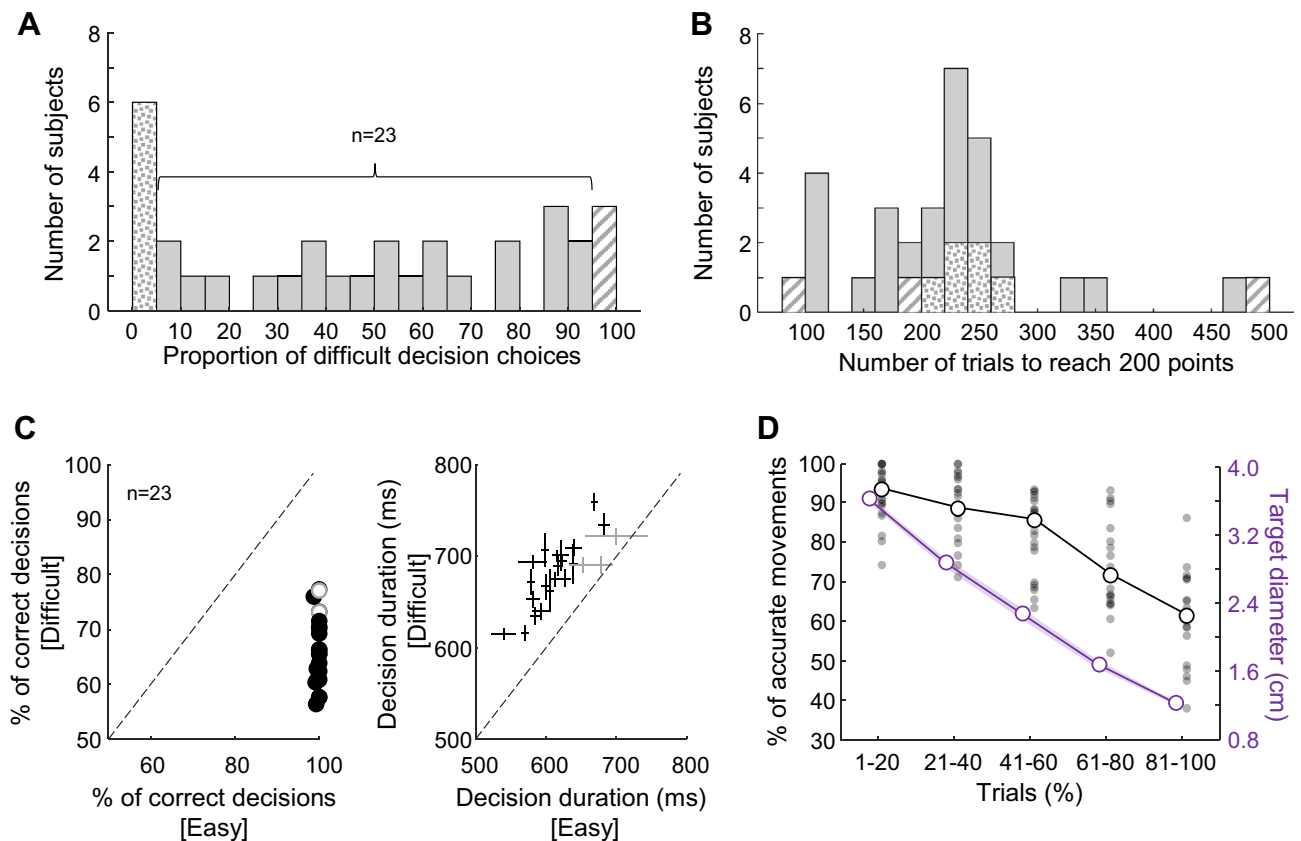 A
Number of subjects
8
6
4
2
0
n=23
0 10 20 30 40 50 60 70 80 90 100
Proportion of difficult decision choices
B
Number of subjects
8
6
4
2
0
100 150 200 250 300 350 400 450 500
Number of trials to reach 200 points
C
% of correct decisions
[Difficult]
100
90
80
70
60
50
n=23
60 80 100
% of correct decisions
[Easy]
Decision duration (ms)
[Difficult]
800
700
600
500
500 600 700 800
Decision duration (ms)
[Easy]
D
% of accurate movements
100
90
80
70
60
50
40
30
1-20 21-40 41-60 61-80 81-100
Trials (%)
4.0
3.2
2.4
1.6
0.8
Target diameter (cm)